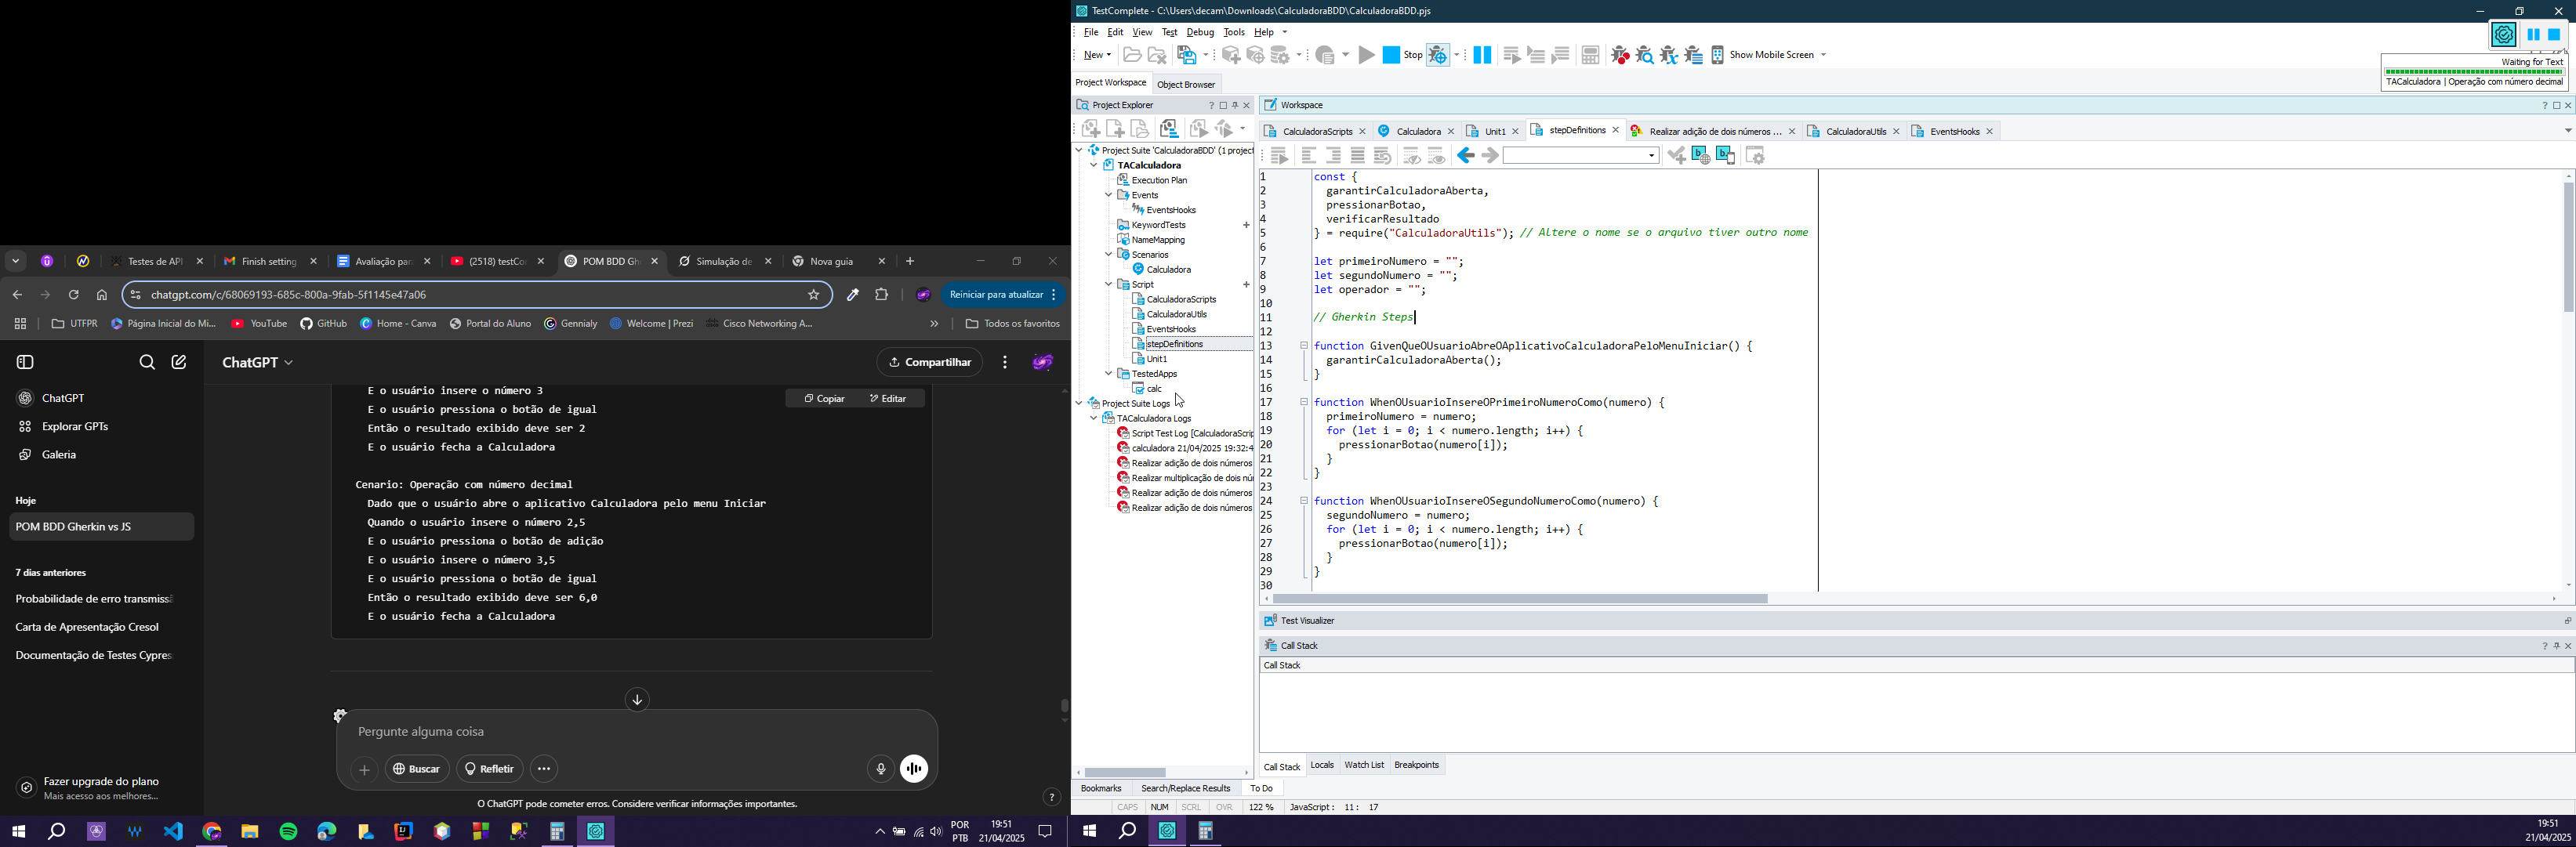 Testes de API
Finish setting
Avaliação par
(2518) testCo
POM BDD Gh
Simulação de
Nova guia
chatgpt.com/c/68069193-685c-800a-9fab-5f1145e47a06
Reiniciar para atualizar
UTFPR
Página Inicial do Mi...
YouTube
GitHub
Home - Canva
Portal do Aluno
Gennialy
Welcome | Prezi
Cisco Networking A...
Todos os favoritos
ChatGPT
Compartilhar
ChatGPT
Explorar GPTs
Galeria
Hoje
POM BDD Gherkin vs JS
7 dias anteriores
Probabilidade de erro transmissã
Carta de Apresentação Cresol
Documentação de Testes Cypres
Fazer upgrade do plano
Mais acesso aos melhores...
Copiar
Editar
E o usuário insere o número 3
E o usuário pressiona o botão de igual
Então o resultado exibido deve ser 2
E o usuário fecha a Calculadora
Cenario: Operação com número decimal
Dado que o usuário abre o aplicativo Calculadora pelo menu Iniciar
Quando o usuário insere o número 2,5
E o usuário pressiona o botão de adição
E o usuário insere o número 3,5
E o usuário pressiona o botão de igual
Então o resultado exibido deve ser 6,0
E o usuário fecha a Calculadora
Pergunte alguma coisa
Buscar
Refletir
O ChatGPT pode cometer erros. Considere verificar informações importantes.
?
POR
PTB
19:51
21/04/2025
TestComplete - C:\Users\decam\Downloads\CalculadoraBDD\CalculadoraBDD.pjs
File Edit View Test Debug Tools Help
New
Stop
Show Mobile Screen
Waiting for Text
TACalculadora | Operação com número decimal
Project Workspace
Object Browser
Project Explorer
Project Suite 'CalculadoraBDD' (1 project
TACalculadora
Execution Plan
Events
EventsHooks
KeywordTests
NameMapping
Scenarios
Calculadora
Script
CalculadoraScripts
CalculadoraUtils
EventsHooks
stepDefinitions
Unit1
TestedApps
calc
Project Suite Logs
TACalculadora Logs
Script Test Log [CalculadoraScrip
calculadora 21/04/2025 19:32:4
Realizar adição de dois números
Realizar multiplicação de dois nú
Realizar adição de dois números
Realizar adição de dois números
Workspace
CalculadoraScripts
Calculadora
Unit1
stepDefinitions
Realizar adição de dois números ...
CalculadoraUtils
EventsHooks
1 const {
2 garantirCalculadoraAberta,
3 pressionarBotao,
4 verificarResultado
5 } = require("CalculadoraUtils"); // Altere o nome se o arquivo tiver outro nome
6
7 let primeiroNumero = "";
8 let segundoNumero = "";
9 let operador = "";
10
11 // Gherkin Steps
12
13 function GivenQueOUsuarioAbreOAplicativoCalculadoraPeloMenuIniciar() {
14 garantirCalculadoraAberta();
15 }
16
17 function WhenOUsuarioInsereOPrimeiroNumeroComo(numero) {
18 primeiroNumero = numero;
19 for (let i = 0; i < numero.length; i++) {
20 pressionarBotao(numero[i]);
21 }
22 }
23
24 function WhenOUsuarioInsereOSegundoNumeroComo(numero) {
25 segundoNumero = numero;
26 for (let i = 0; i < numero.length; i++) {
27 pressionarBotao(numero[i]);
28 }
29 }
30
Test Visualizer
Call Stack
Call Stack
Call Stack
Locals
Watch List
Breakpoints
Bookmarks
Search/Replace Results
To Do
CAPS NUM SCRL OVR 122 % JavaScript : 11 : 17
19:51
21/04/2025